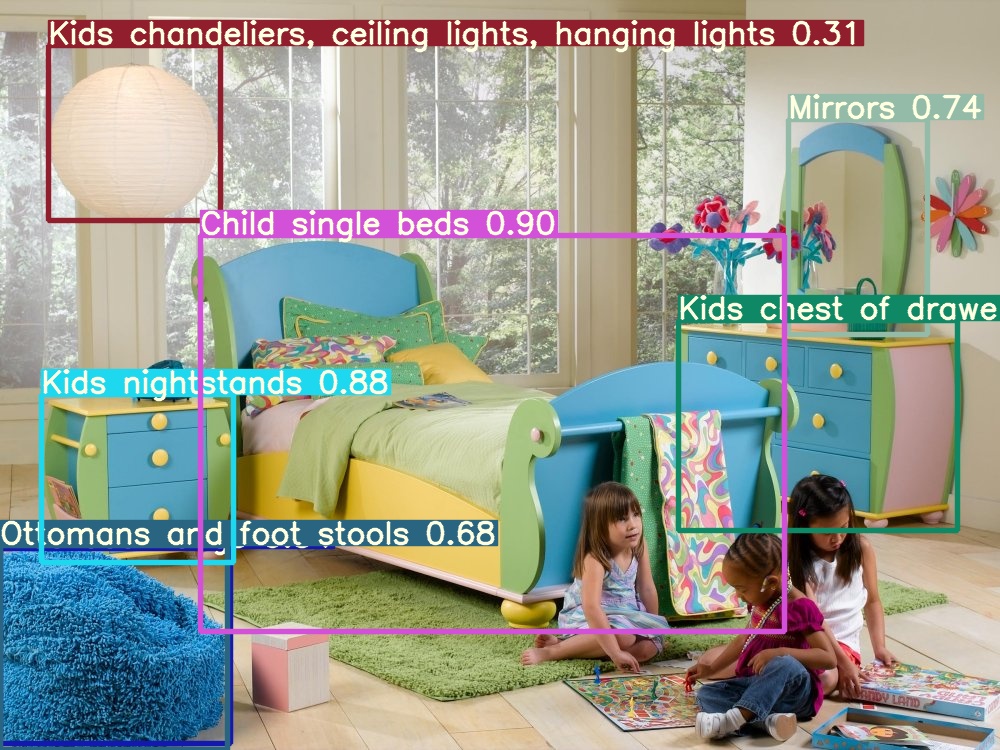 Kids chandeliers, ceiling lights, hanging lights 0.31
Mirrors 0.74
Child single beds 0.90
Kids chest of drawe
Kids nightstands 0.88
Ottomans and foot stools 0.68
LAND